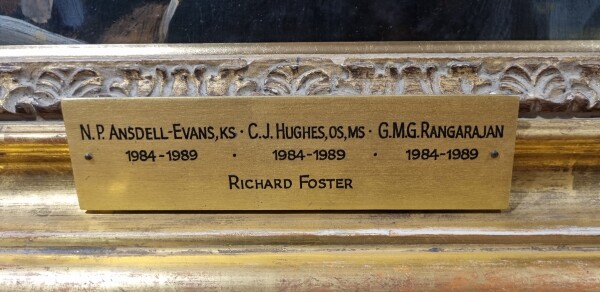 N.P. ANSDELL-EVANS, KS · C.J. HUGHES, OS, MS · G.M.G. RANGARAJAN
1984-1989 · 1984-1989 · 1984-1989
RICHARD FOSTER